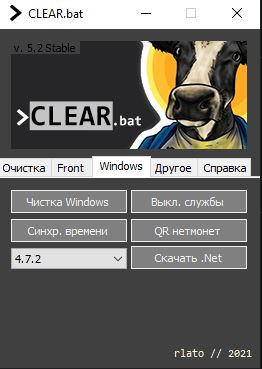 CLEAR.bat
v. 5.2 Stable
>CLEAR.bat
Очистка Front Windows Другое Справка
Чистка Windows Выкл. службы
Синхр. времени QR нетмонет
4.7.2 Скачать .Net
rlato // 2021